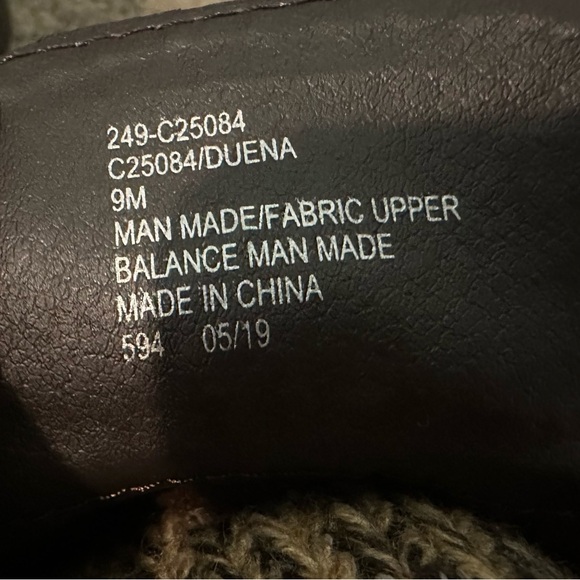 249-C25084
C25084/DUENA
9M
MAN MADE/FABRIC UPPER
BALANCE MAN MADE
MADE IN CHINA
594 05/19